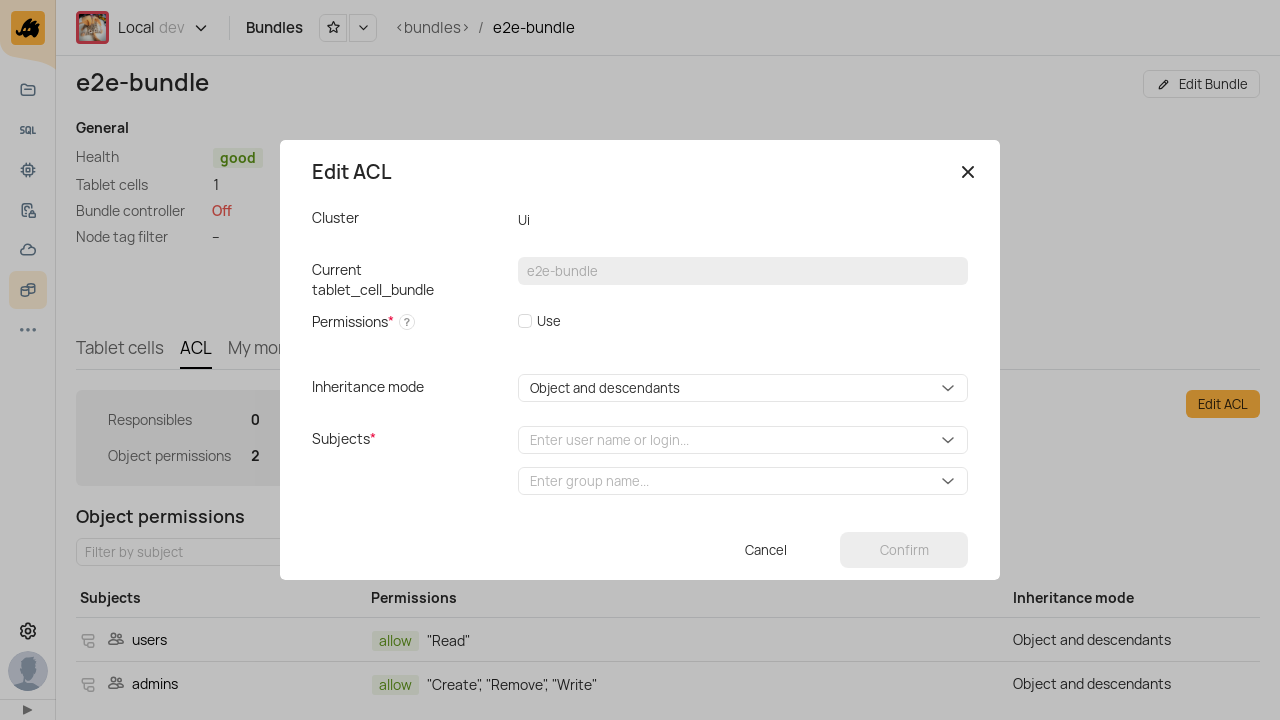 Local dev
Bundles
<bundles> / e2e-bundle
e2e-bundle
Edit Bundle
SQL
General
Health good
Tablet cells 1
Bundle controller Off
Node tag filter –
Tablet cells ACL My mon
Responsibles 0
Object permissions 2
Edit ACL
Edit ACL
Cluster Ui
Current
tablet_cell_bundle
e2e-bundle
Permissions* ? Use
Inheritance mode Object and descendants
Subjects* Enter user name or login...
Enter group name...
Cancel Confirm
Object permissions
Filter by subject
Subjects Permissions Inheritance mode
users allow "Read" Object and descendants
admins allow "Create", "Remove", "Write" Object and descendants